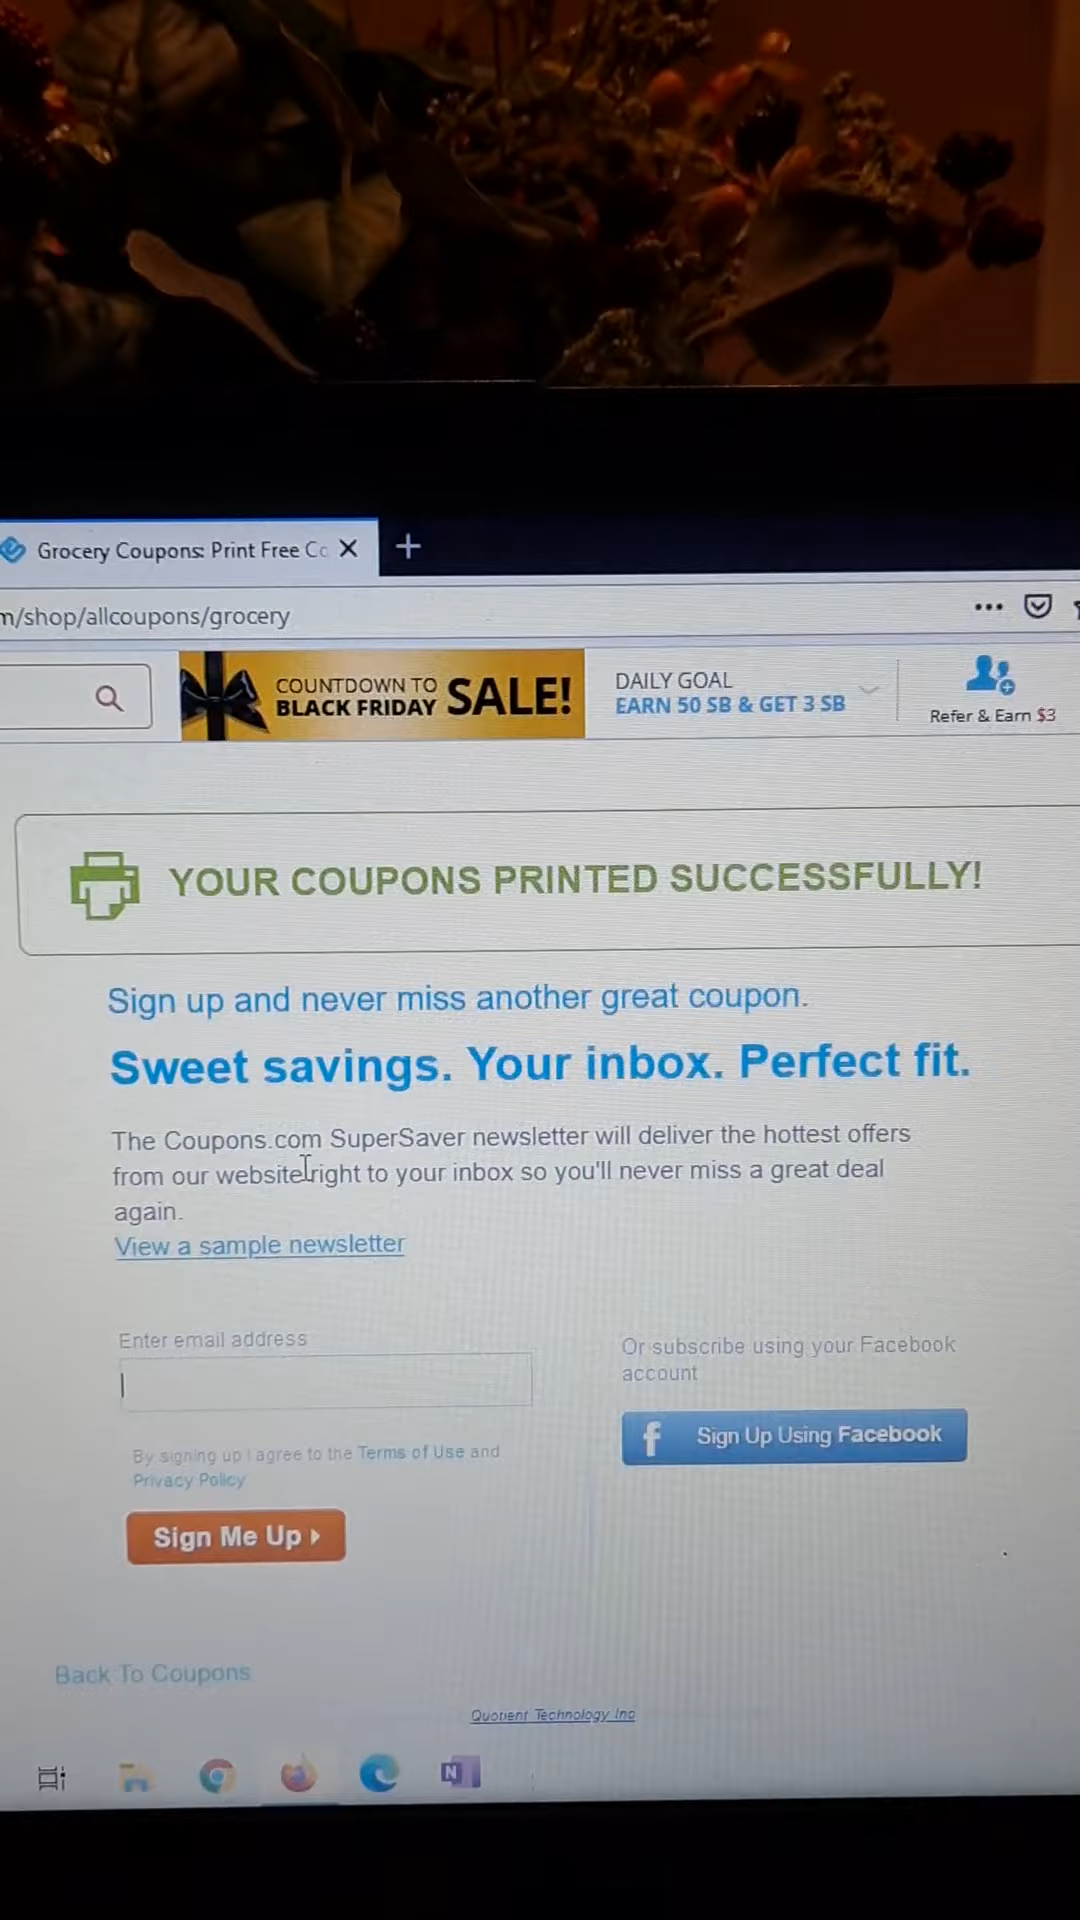 Grocery Coupons: Print Free Co
m/shop/allcoupons/grocery
COUNTDOWN TO
BLACK FRIDAY SALE!
DAILY GOAL
EARN 50 SB & GET 3 SB
Refer & Earn $3
YOUR COUPONS PRINTED SUCCESSFULLY!
Sign up and never miss another great coupon.
Sweet savings. Your inbox. Perfect fit.
The Coupons.com SuperSaver newsletter will deliver the hottest offers
from our website right to your inbox so you'll never miss a great deal
again.
View a sample newsletter
Enter email address
Or subscribe using your Facebook
account
f Sign Up Using Facebook
By signing up I agree to the Terms of Use and
Privacy Policy
Sign Me Up
Back To Coupons
Quotient Technology Inc
N